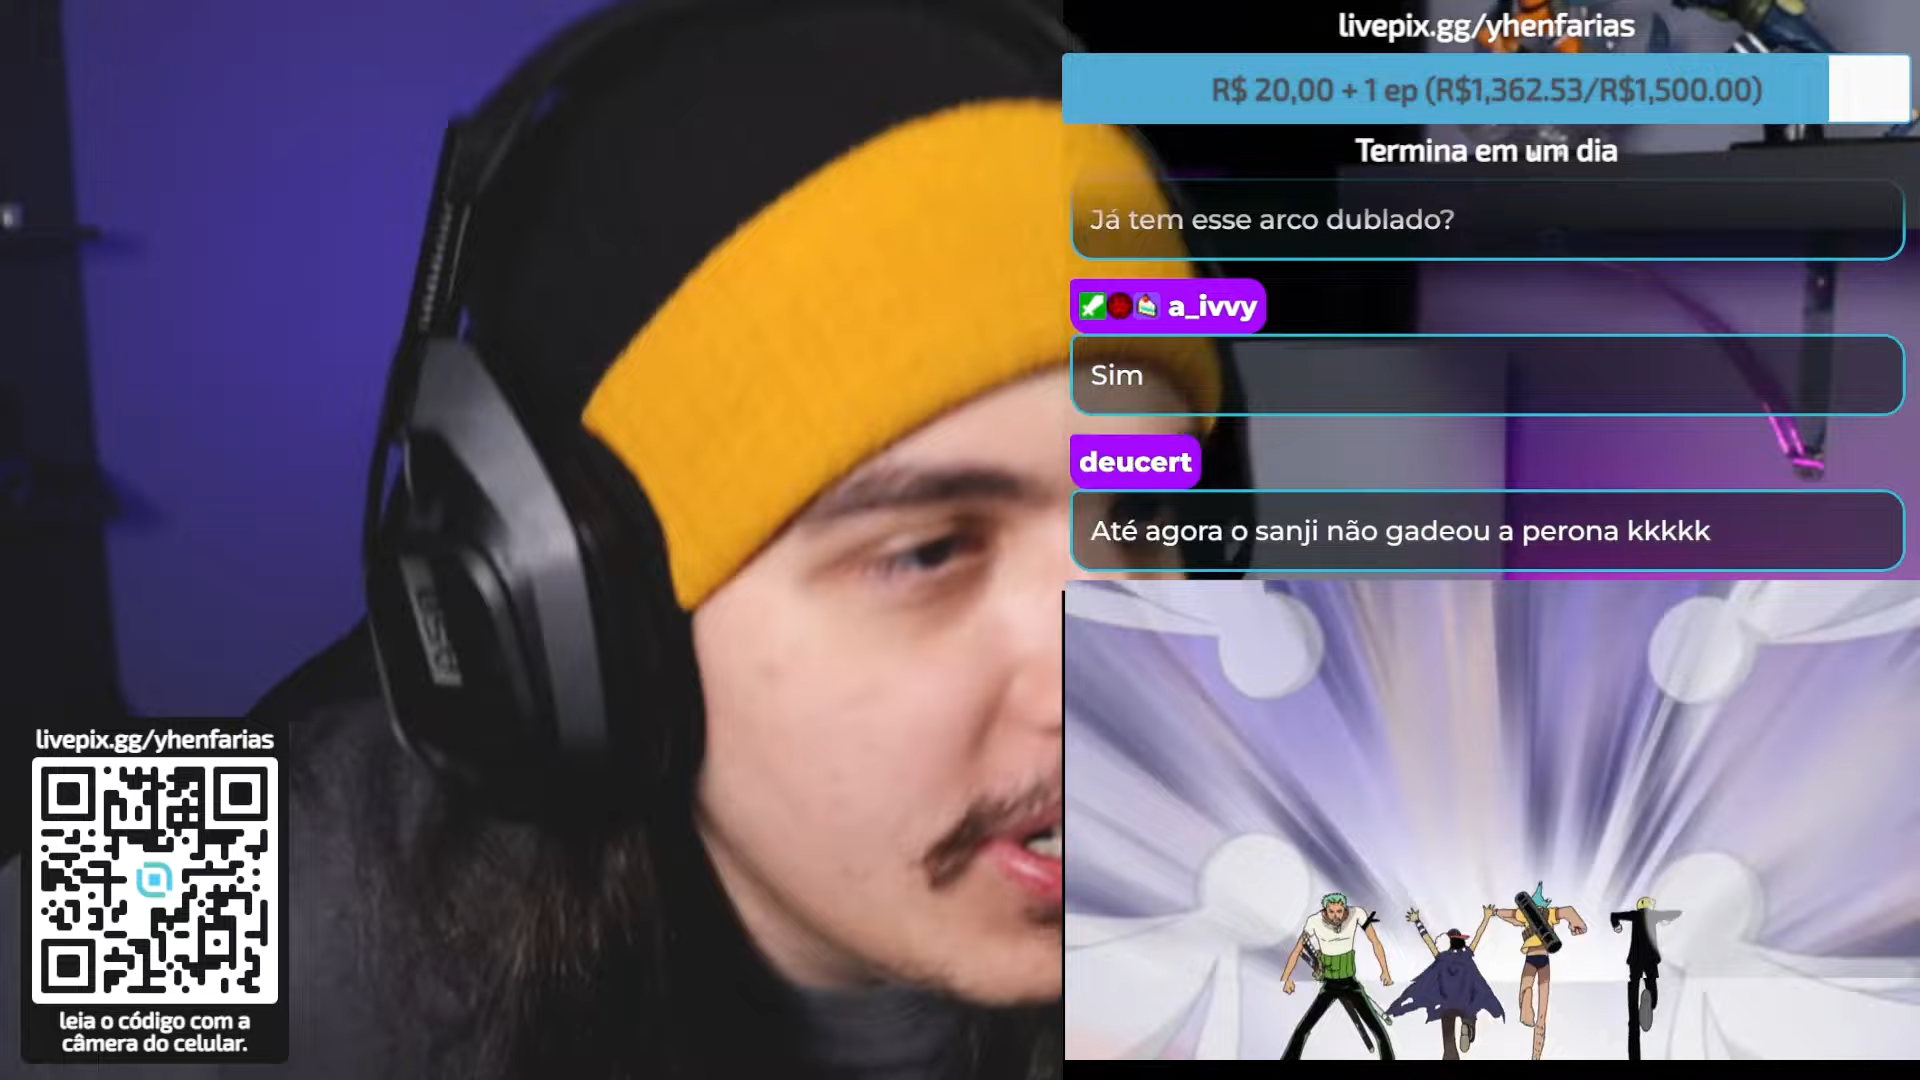 livepix.gg/yhenfarias
R$ 20,00 + 1 ep (R$1,362.53/R$1,500.00)
Termina em um dia
Já tem esse arco dublado?
a_ivvy
Sim
deucert
Até agora o sanji não gadeou a perona kkkkk
livepix.gg/yhenfarias
leia o código com a
câmera do celular.